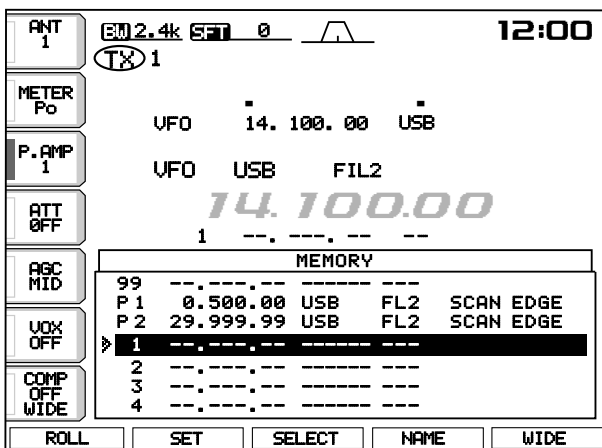 ANT
1
BW 2.4k SFT 0
12:00
TX 1
METER
Po
VFO 14.100.00 USB
P.AMP
1
VFO USB FIL2
14.100.00
ATT
OFF
1 --.---.-- --
MEMORY
AGC
MID
99 --.---.-- ------ ---
P1 0.500.00 USB FL2 SCAN EDGE
P2 29.999.99 USB FL2 SCAN EDGE
VOX
OFF
1 --.---.-- ------ ---
2 --.---.-- ------ ---
3 --.---.-- ------ ---
4 --.---.-- ------ ---
COMP
OFF
WIDE
ROLL SET SELECT NAME WIDE